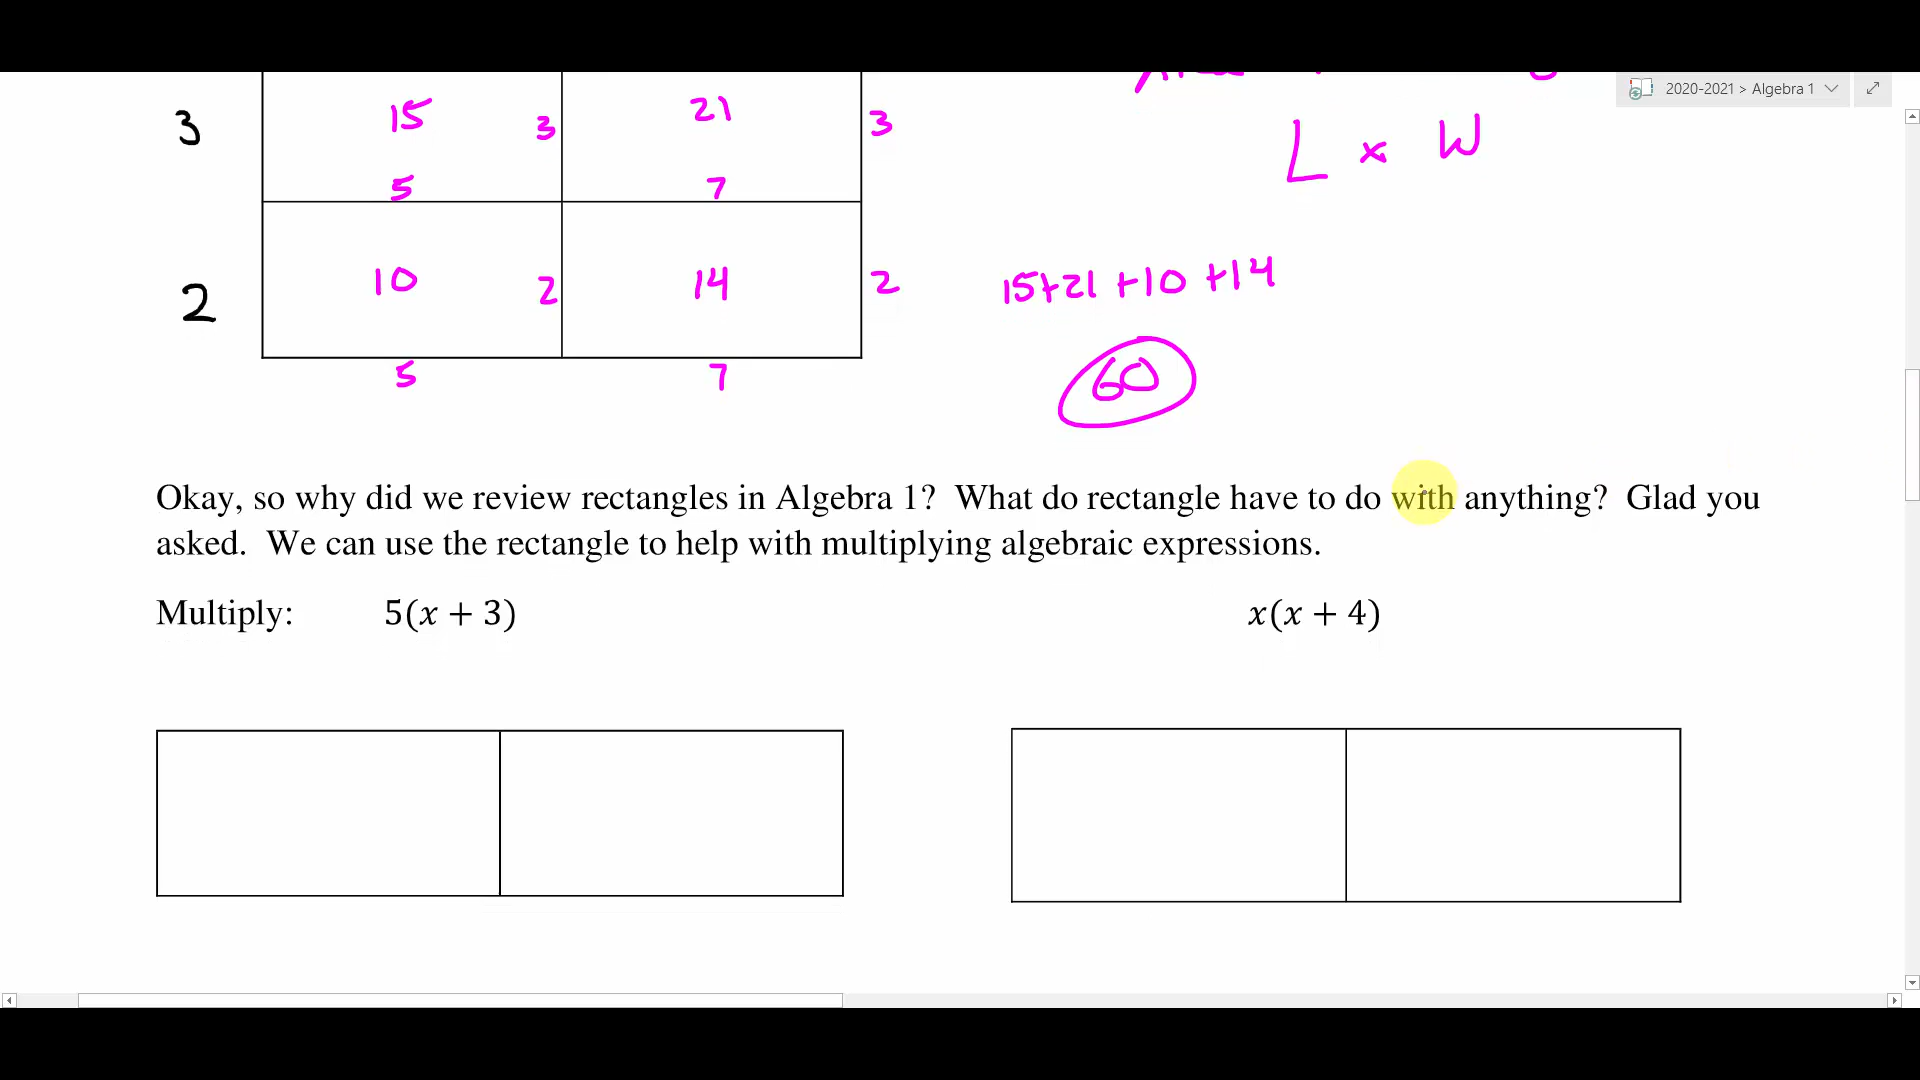 2020-2021 > Algebra 1
3 15 3 21 3
L x W
5 7
2 10 2 14 2 15+21+10+14
5 7 60
Okay, so why did we review rectangles in Algebra 1? What do rectangle have to do with anything? Glad you
asked. We can use the rectangle to help with multiplying algebraic expressions.
Multiply: 5(x + 3) x(x + 4)